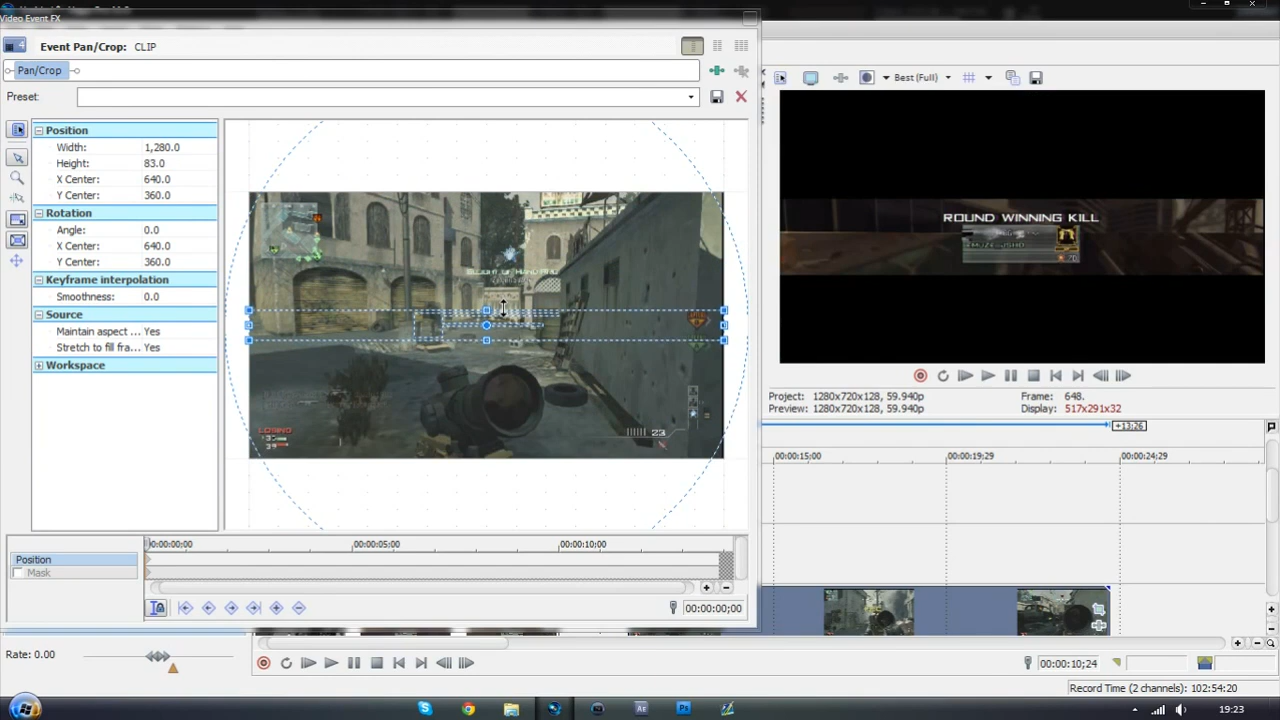 Video Event FX
Event Pan/Crop: CLIP
Pan/Crop
Preset:
Position
Width: 1,280.0
Height: 83.0
X Center: 640.0
Y Center: 360.0
Rotation
Angle: 0.0
X Center: 640.0
Y Center: 360.0
Keyframe interpolation
Smoothness: 0.0
Source
Maintain aspect ... Yes
Stretch to fill fra... Yes
Workspace
LOSING
23
Best (Full)
ROUND WINNING KILL
Project: 1280x720x128, 59.940p
Frame: 648.
Preview: 1280x720x128, 59.940p
Display: 517x291x32
+13:26
00:00:15:00
00:00:19:29
00:00:24:29
00:00:00;00
00:00:05;00
00:00:10;00
Position
Mask
00:00:00;00
Rate: 0.00
00:00:10;24
Record Time (2 channels): 102:54:20
Ae
Ps
19:23